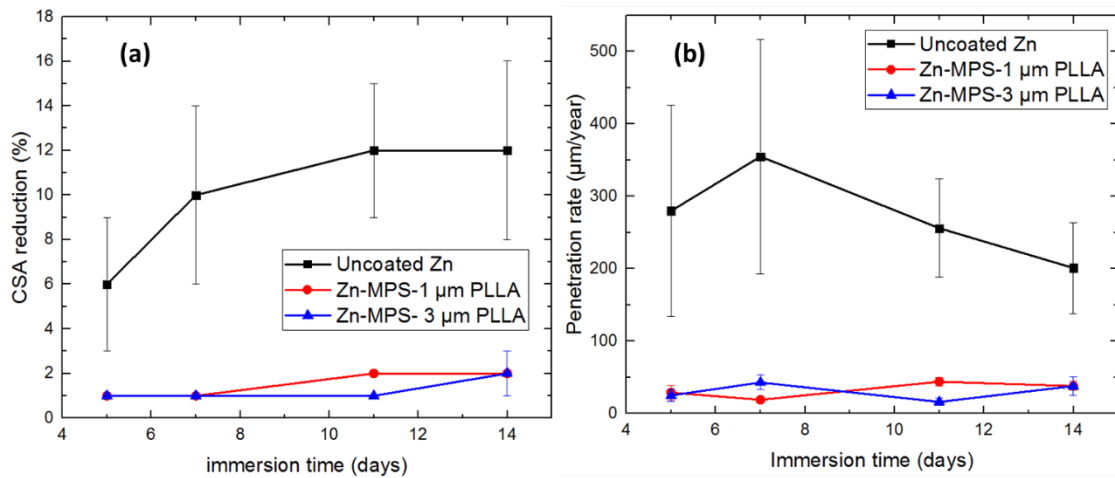 (a)
CSA reduction (%)
18
16
14
12
10
8
6
4
2
0
Uncoated Zn
Zn-MPS-1 μm PLLA
Zn-MPS- 3 μm PLLA
4 6 8 10 12 14
immersion time (days)
(b)
Penetration rate (μm/year)
500
400
300
200
100
0
Uncoated Zn
Zn-MPS-1 μm PLLA
Zn-MPS-3 μm PLLA
4 6 8 10 12 14
Immersion time (days)